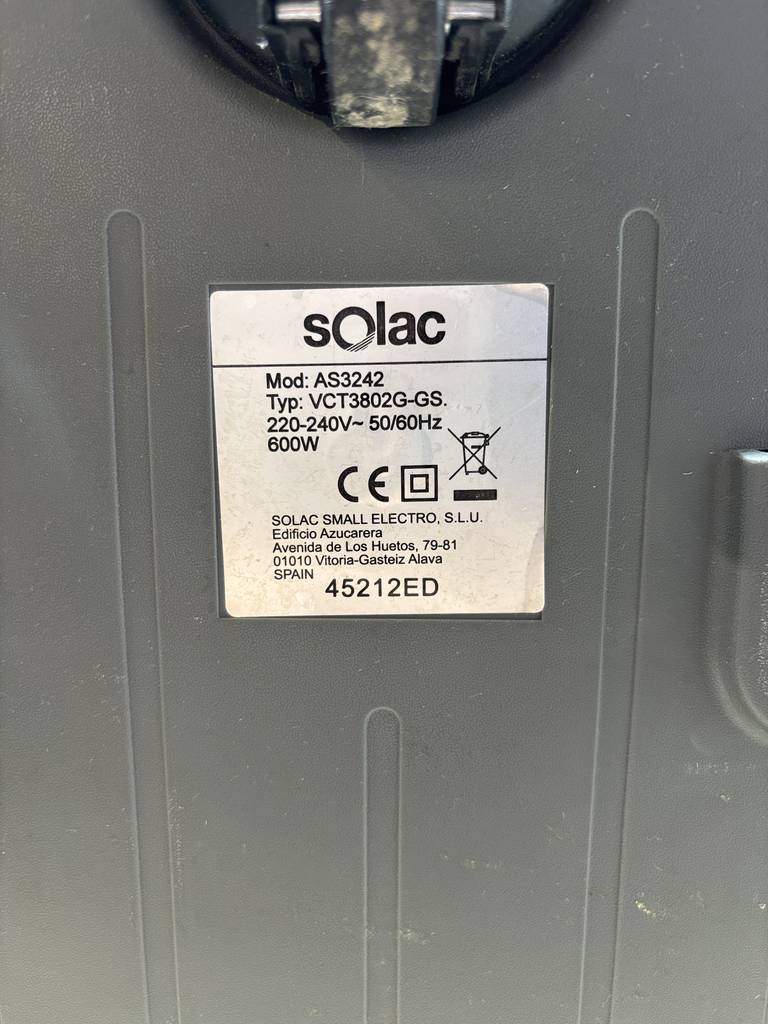 solac
Mod: AS3242
Typ: VCT3802G-GS.
220-240V~ 50/60Hz
600W
CE
SOLAC SMALL ELECTRO, S.L.U.
Edificio Azucarera
Avenida de Los Huetos, 79-81
01010 Vitoria-Gasteiz Alava
SPAIN
45212ED